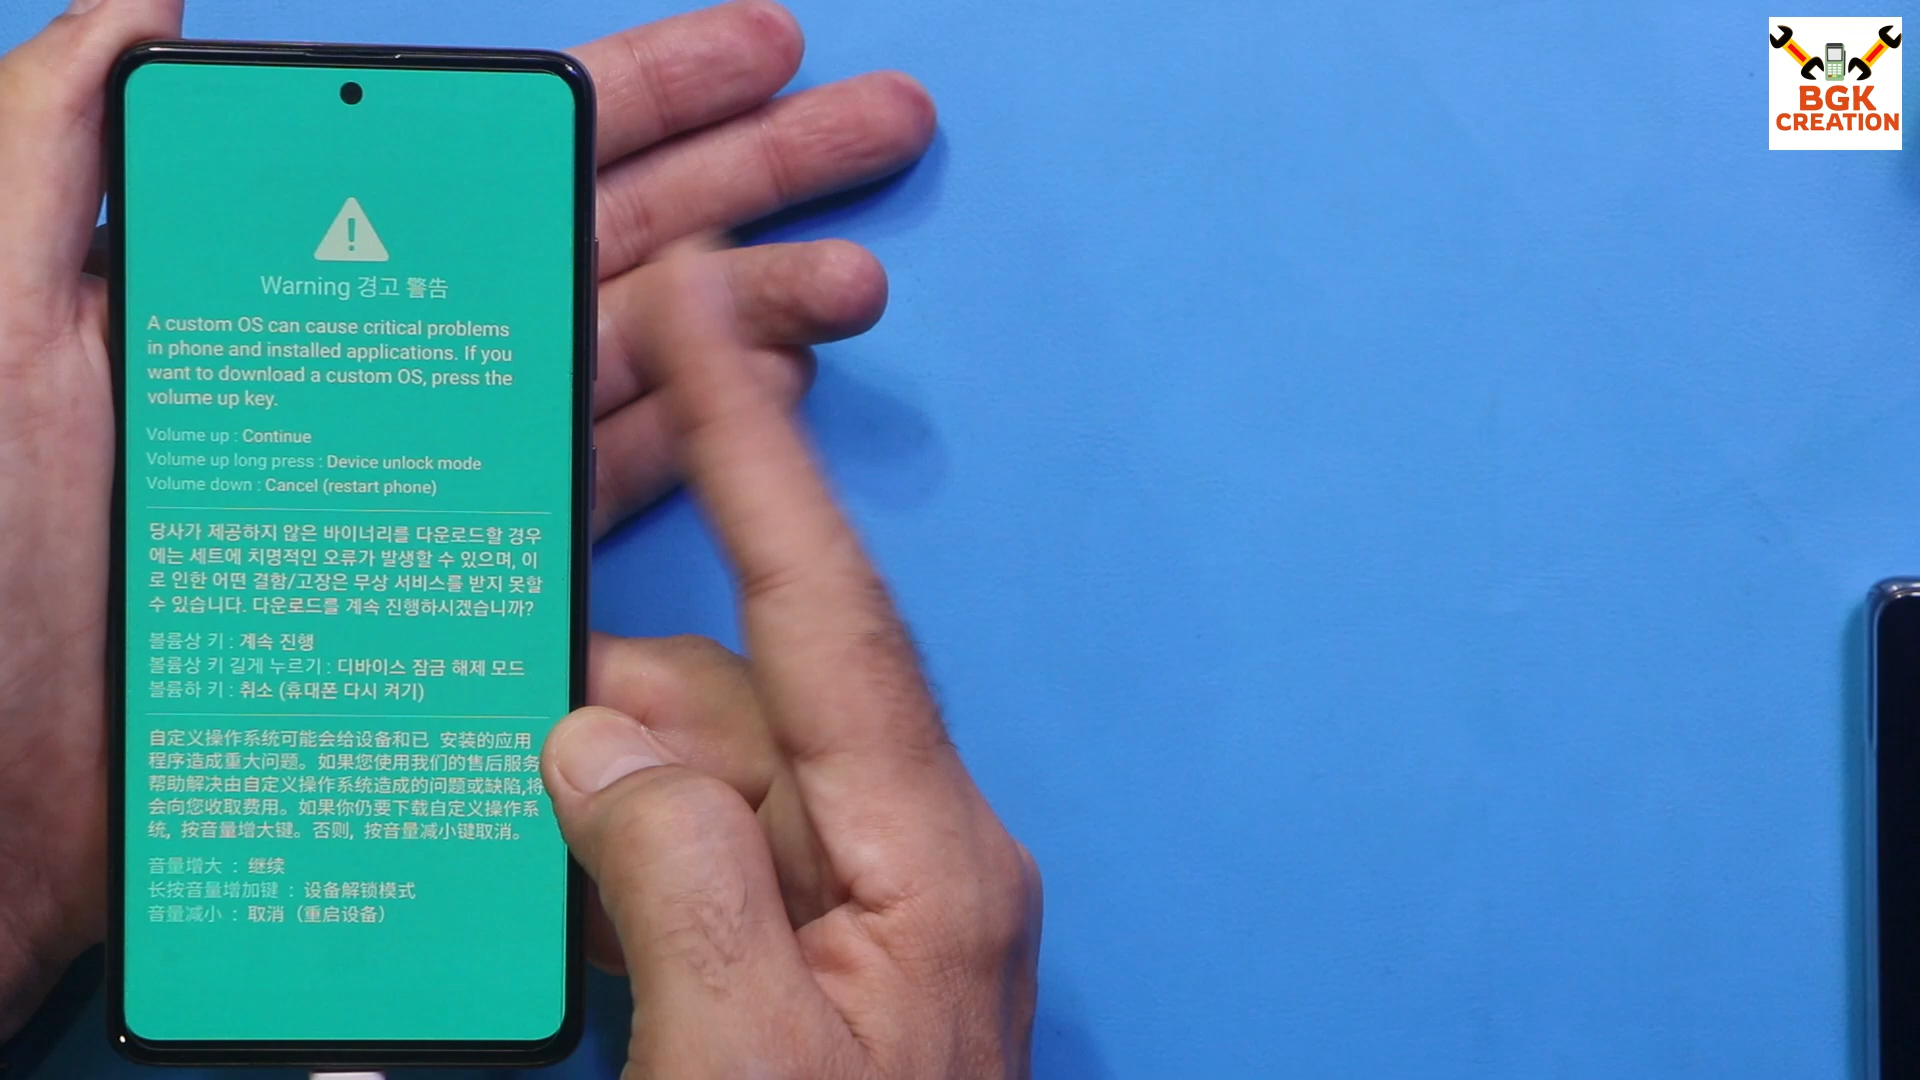 Warning 경고 警告
A custom OS can cause critical problems
in phone and installed applications. If you
want to download a custom OS, press the
volume up key.
Volume up : Continue
Volume up long press : Device unlock mode
Volume down : Cancel (restart phone)
당사가 제공하지 않은 바이너리를 다운로드할 경우
에는 세트에 치명적인 오류가 발생할 수 있으며, 이
로 인한 어떤 결함/고장은 무상 서비스를 받지 못할
수 있습니다. 다운로드를 계속 진행하시겠습니까?
볼륨상 키 : 계속 진행
볼륨상 키 길게 누르기 : 디바이스 잠금 해제 모드
볼륨하 키 : 취소 (휴대폰 다시 켜기)
自定义操作系统可能会给设备和已 安装的应用
程序造成重大问题。如果您使用我们的售后服务
帮助解决由自定义操作系统造成的问题或缺陷,将
会向您收取费用。如果你仍要下载自定义操作系
统, 按音量增大键。否则, 按音量减小键取消。
音量增大 : 继续
长按音量增加键 : 设备解锁模式
音量减小 : 取消（重启设备）
BGK
CREATION